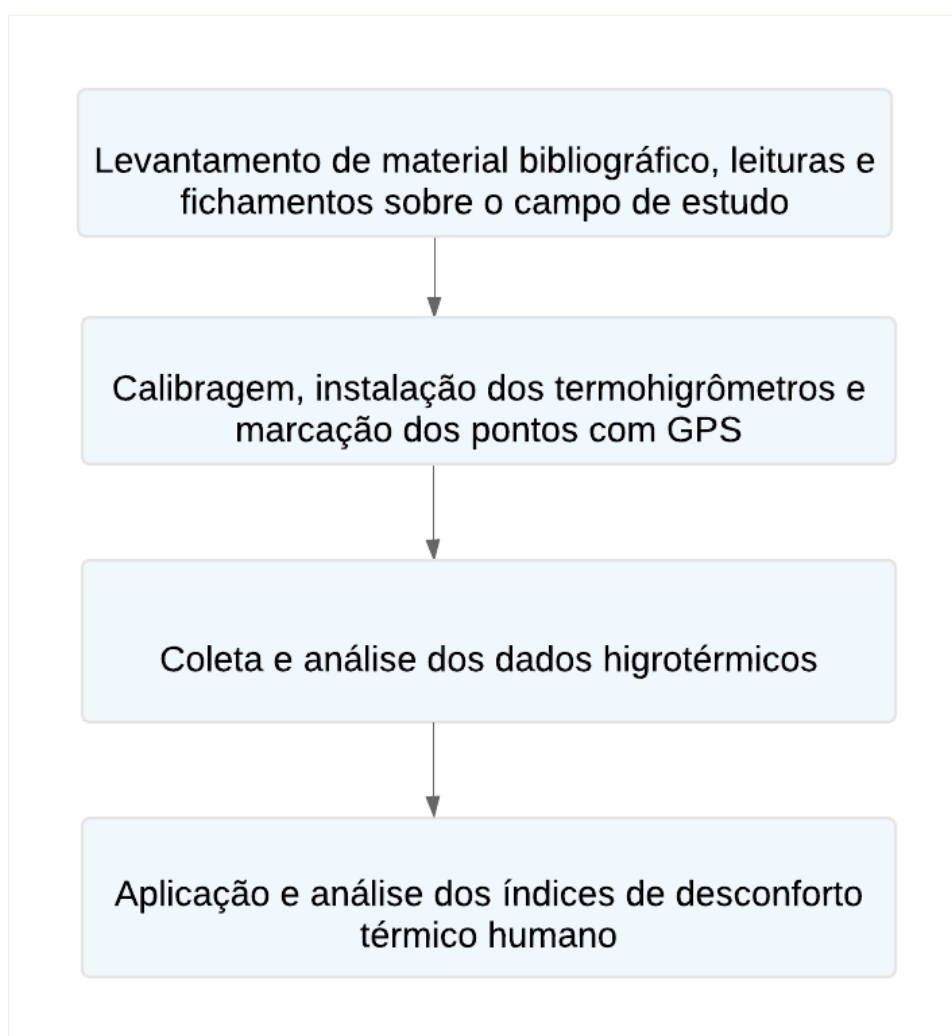 Levantamento de material bibliográfico, leituras e
fichamentos sobre o campo de estudo
Calibragem, instalação dos termohigrômetros e
marcação dos pontos com GPS
Coleta e análise dos dados higrotérmicos
Aplicação e análise dos índices de desconforto
térmico humano